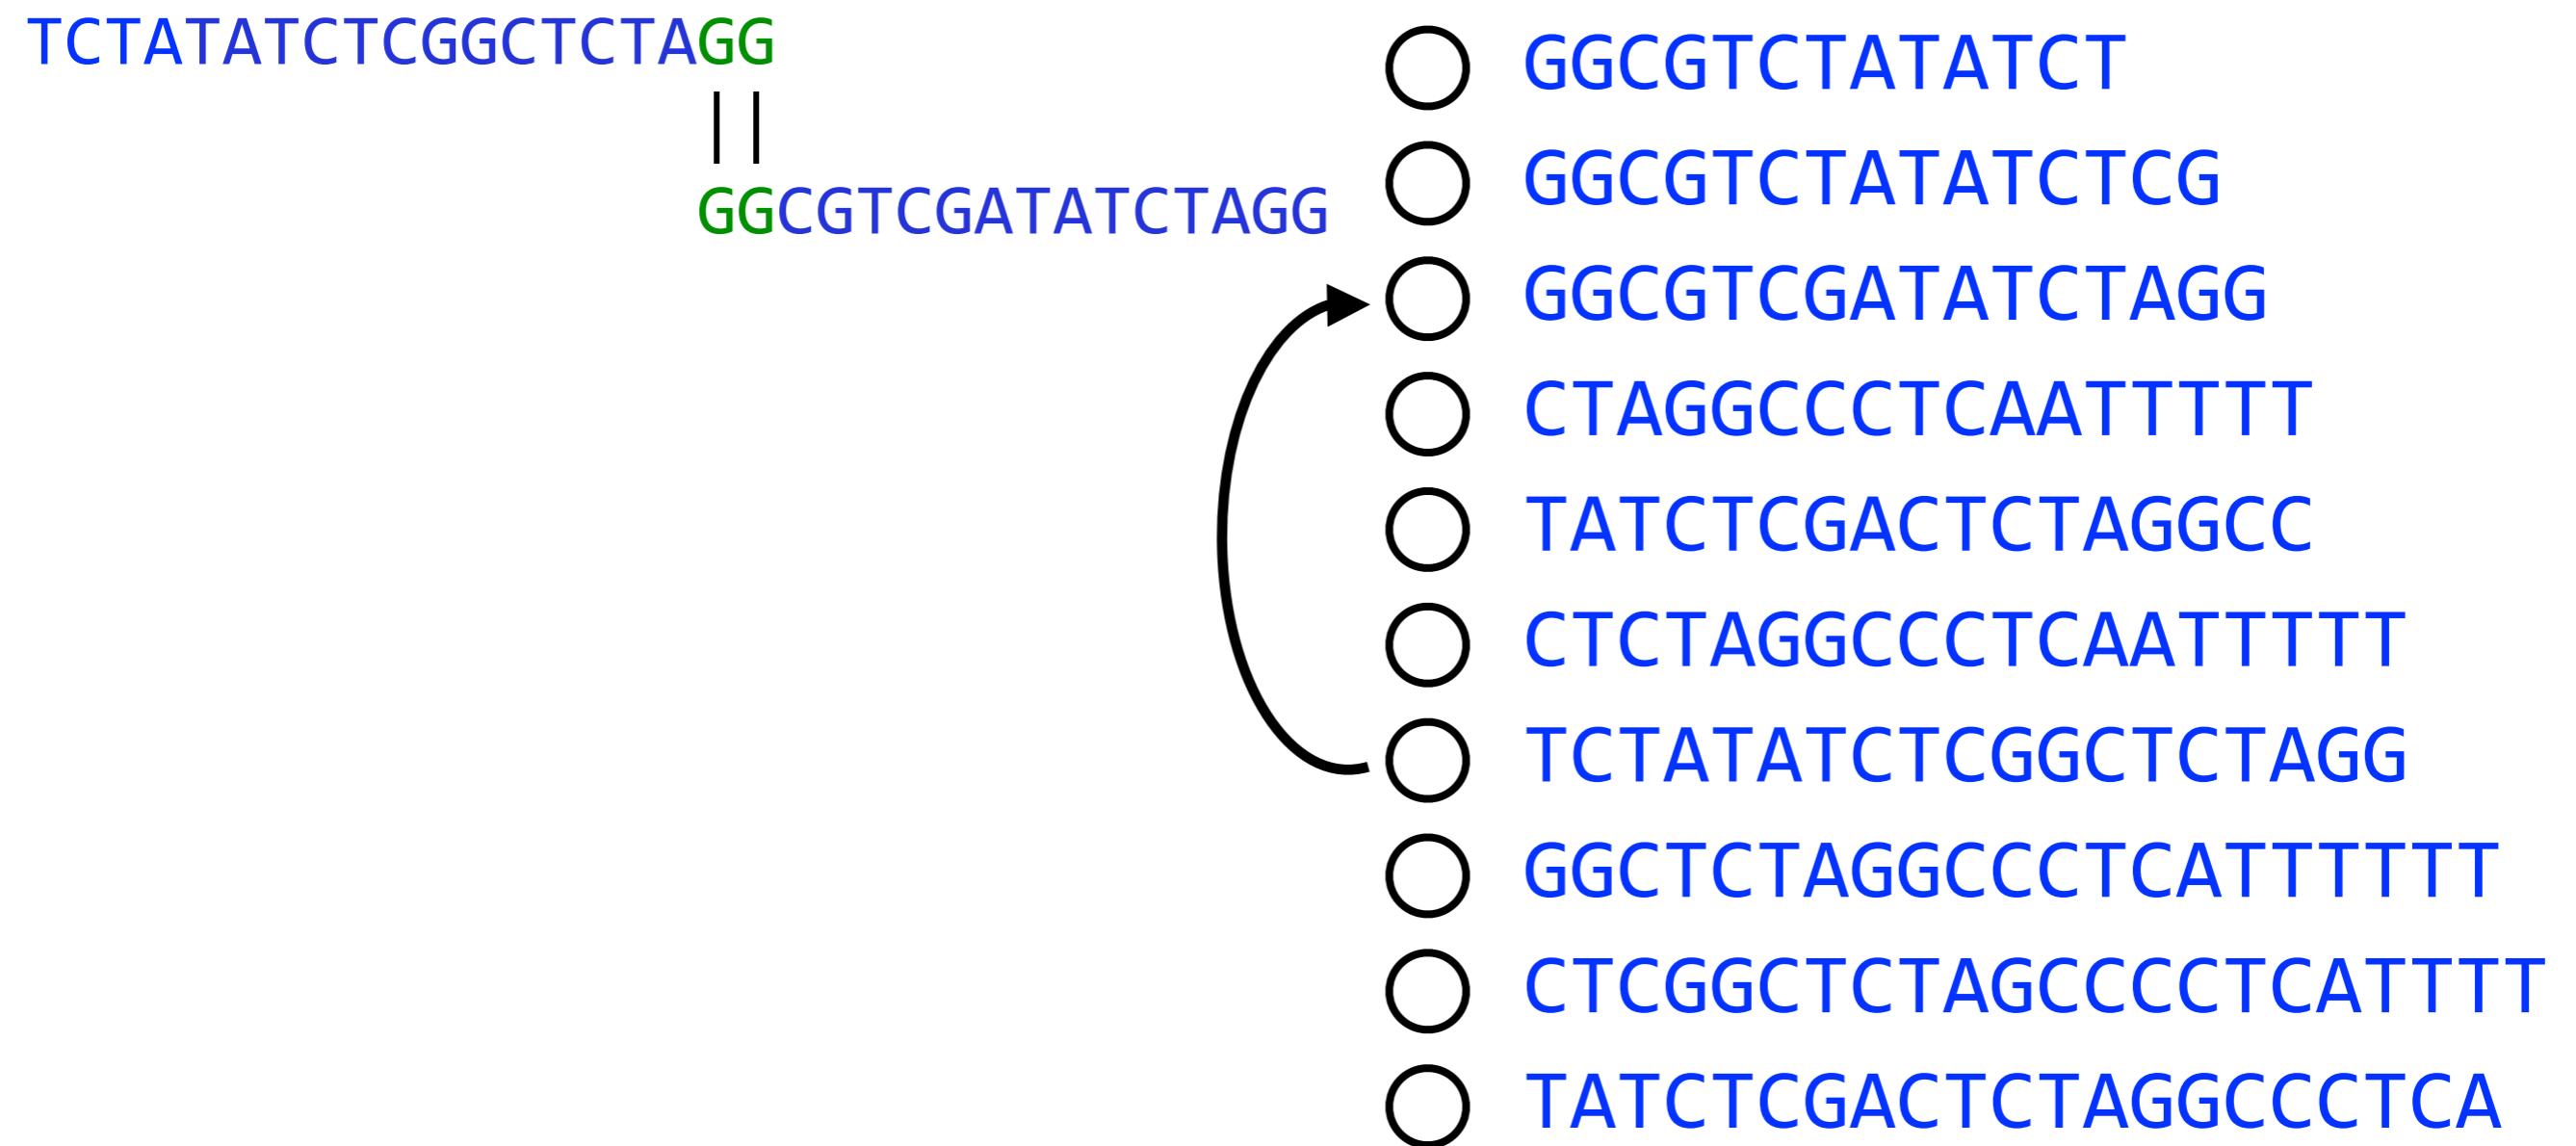 TCTATATCTCGGCTCTAGG
GGCGTCGATATCTAGG
GGCGTCTATATCT
GGCGTCTATATCTCG
GGCGTCGATATCTAGG
CTAGGCCCTCAATTTTT
TATCTCGACTCTAGGCC
CTCTAGGCCCTCAATTTTT
TCTATATCTCGGCTCTAGG
GGCTCTAGGCCCTCATTTTTT
CTCGGCTCTAGCCCCTCATTTT
TATCTCGACTCTAGGCCCTCA